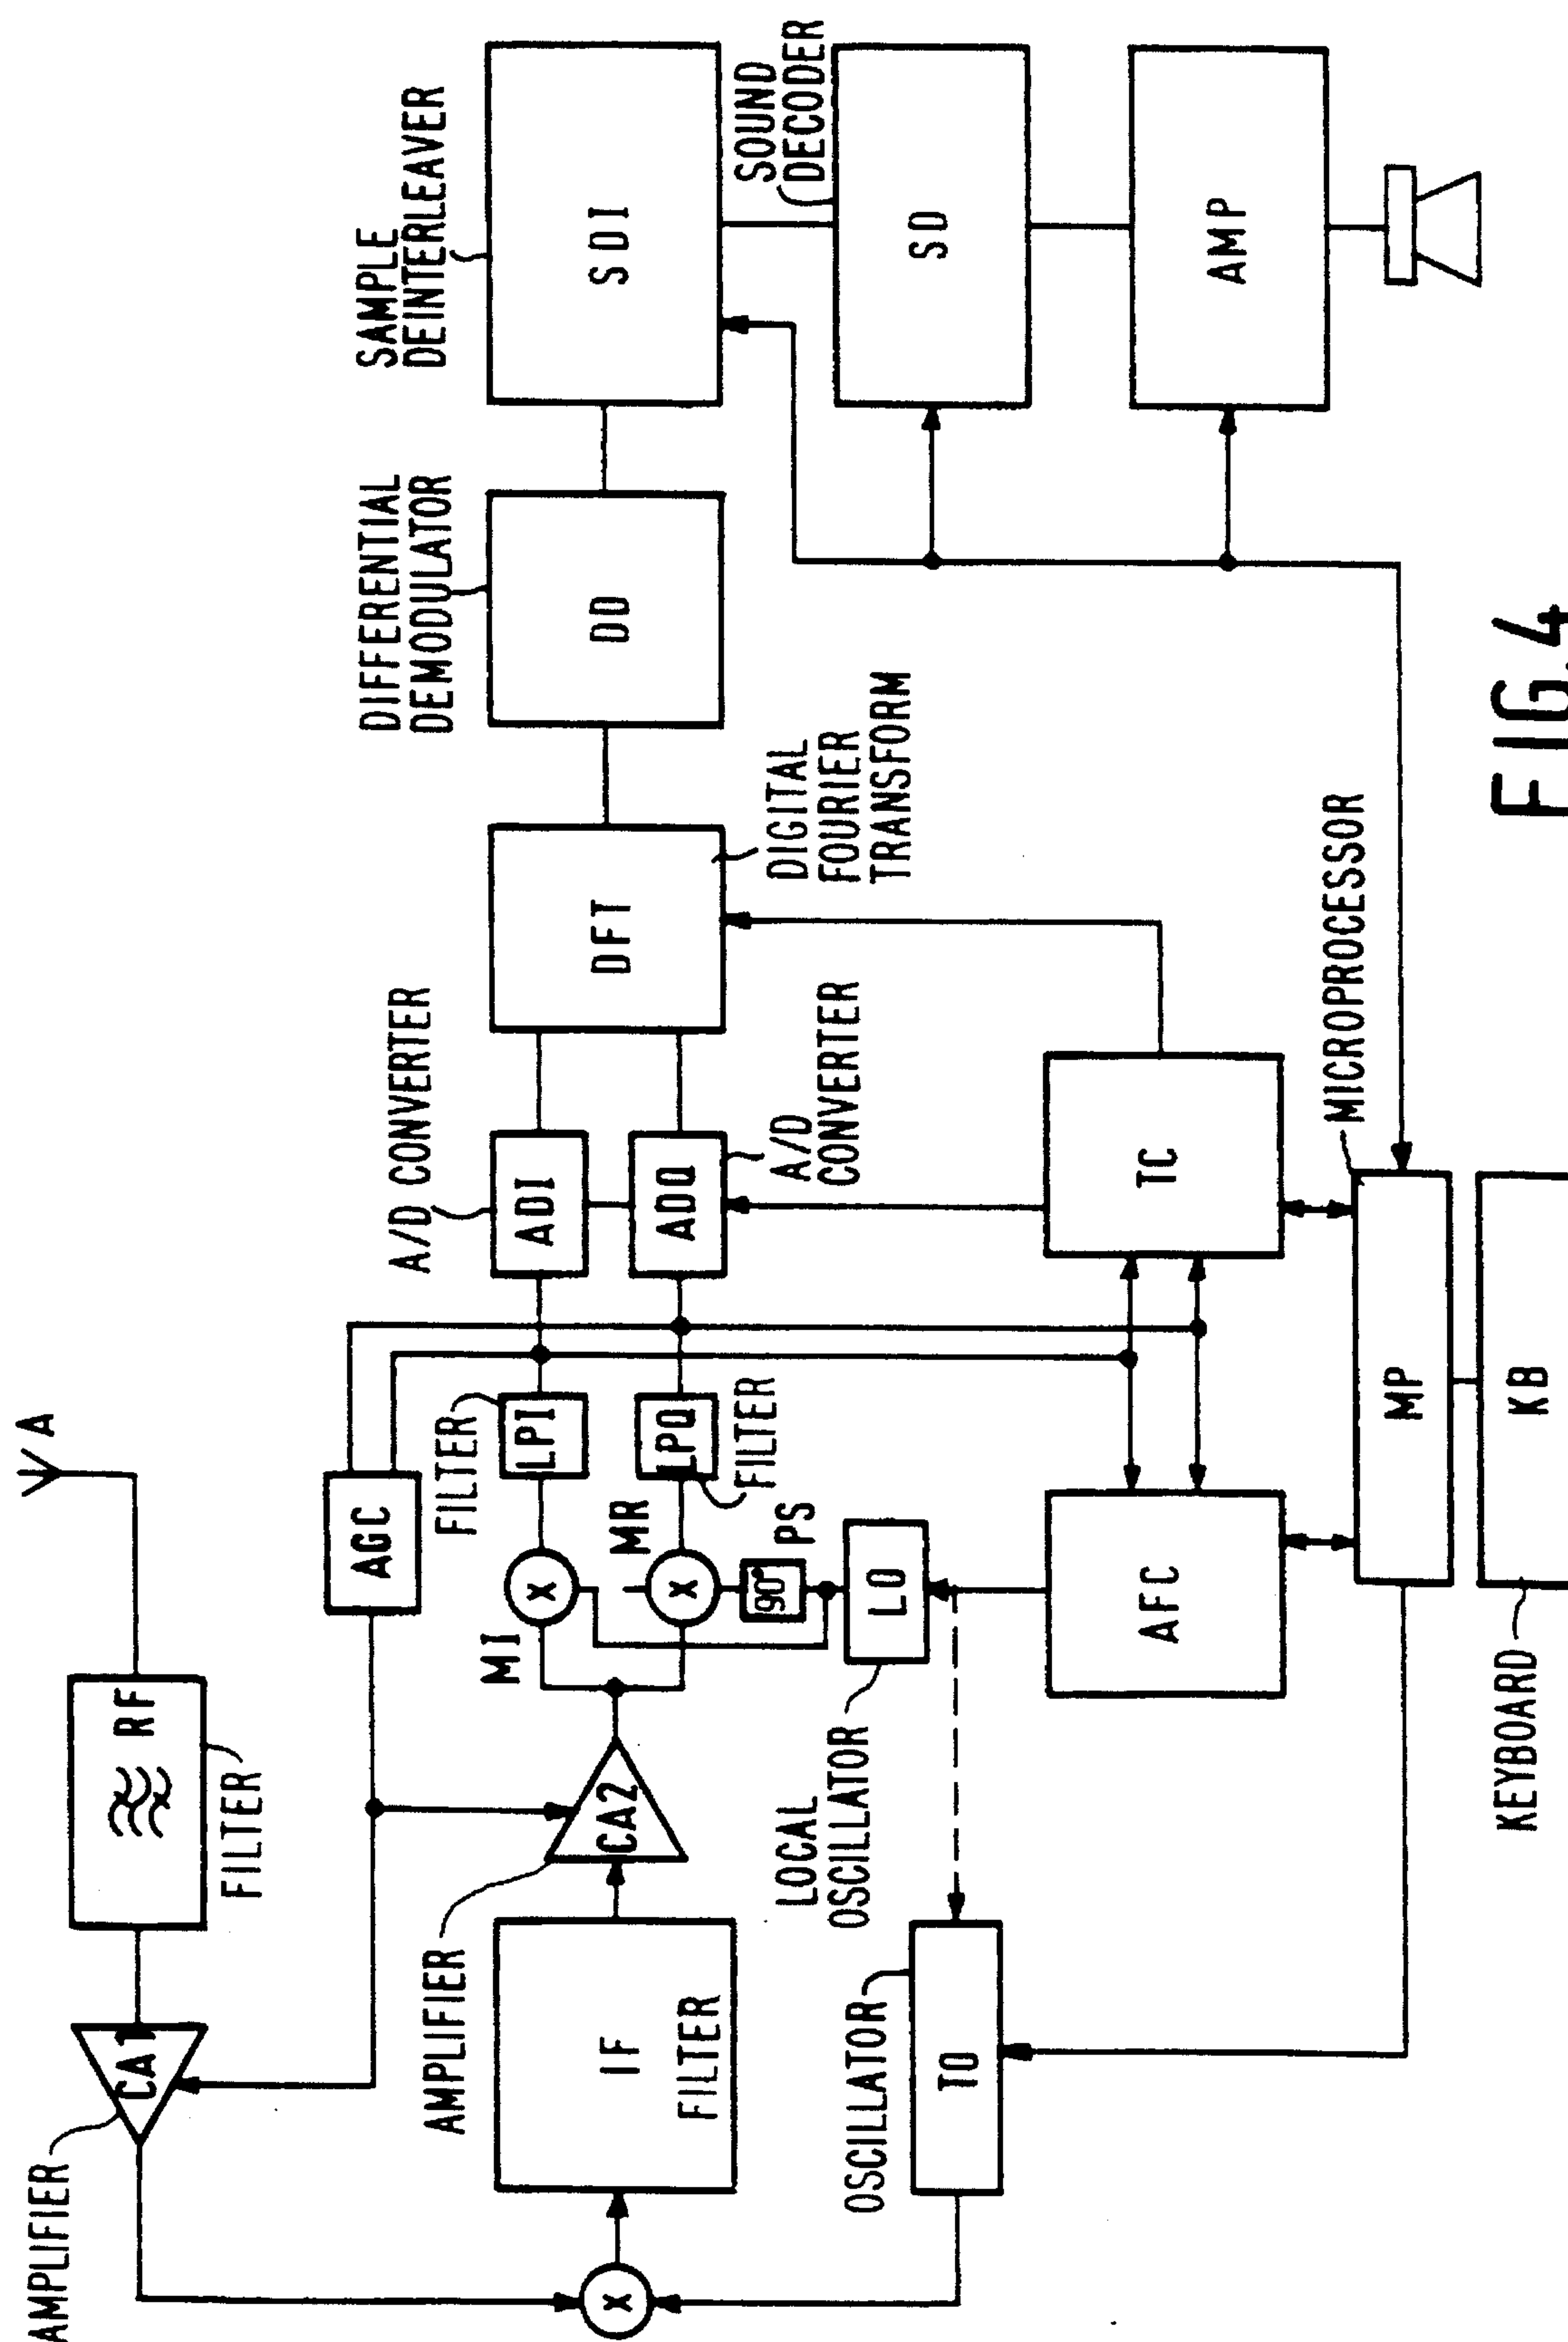 A
RF
FILTER
CA1
AMPLIFIER
AGC
SAMPLE
DEINTERLEAVER
SDI
DIFFERENTIAL
DEMODULATOR
DD
DFT
DIGITAL
FOURIER
TRANSFORM
A/D CONVERTER
ADI
ADQ
A/D
CONVERTER
FILTER
LPI
LPQ
FILTER
MI
X
MR
X
90°
PS
LO
LOCAL
OSCILLATOR
AMPLIFIER
CA2
IF
FILTER
X
OSCILLATOR
TO
AFC
TC
MICROPROCESSOR
MP
KB
KEYBOARD
SOUND
DECODER
SD
AMP
FIG.4